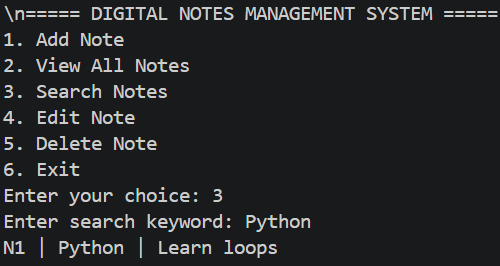 \n===== DIGITAL NOTES MANAGEMENT SYSTEM =====
1. Add Note
2. View All Notes
3. Search Notes
4. Edit Note
5. Delete Note
6. Exit
Enter your choice: 3
Enter search keyword: Python
N1 | Python | Learn loops